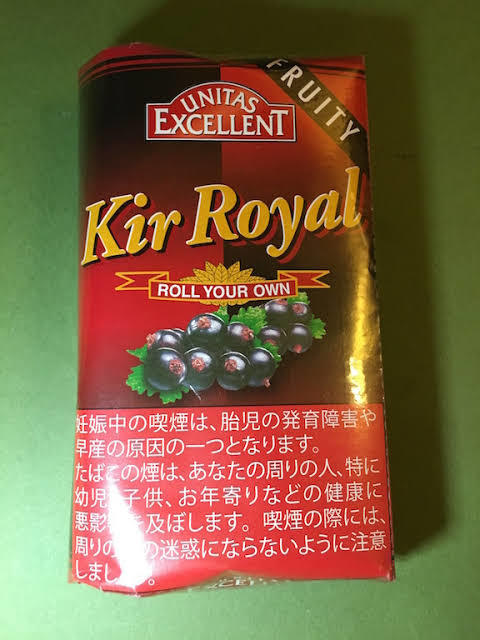 FRUITY
UNITAS
EXCELLENT
Kir Royal
ROLL YOUR OWN
妊娠中の喫煙は、胎児の発育障害や
早産の原因の一つとなります。
たばこの煙は、あなたの周りの人、特に
幼児 子供、お年寄りなどの健康に
悪影 を及ぼします。喫煙の際には、
周りの の迷惑にならないように注意
しまし 。
Kir Royal
UNITAS
EXCELLENT